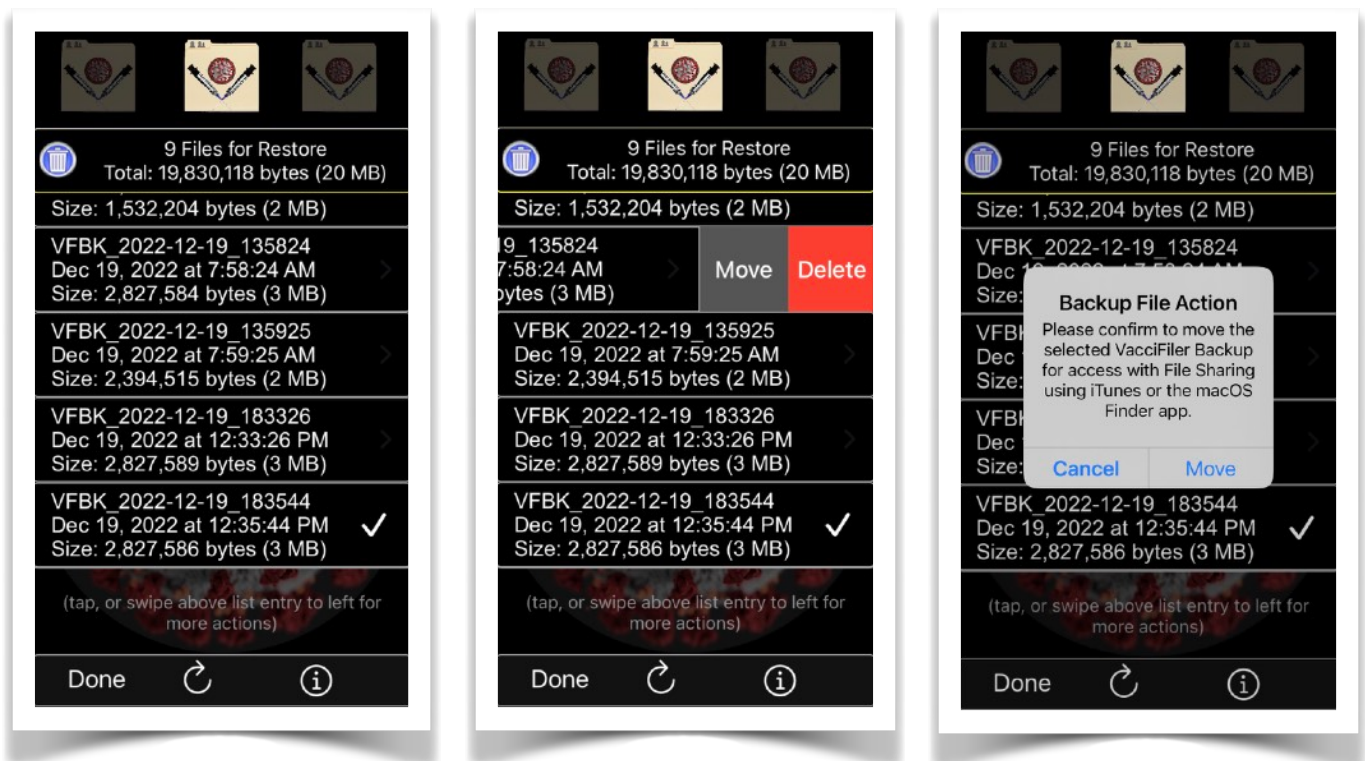 9 Files for Restore
Total: 19,830,118 bytes (20 MB)
Size: 1,532,204 bytes (2 MB)
VFBK_2022-12-19_135824
Dec 19, 2022 at 7:58:24 AM
Size: 2,827,584 bytes (3 MB)
VFBK_2022-12-19_135925
Dec 19, 2022 at 7:59:25 AM
Size: 2,394,515 bytes (2 MB)
VFBK_2022-12-19_183326
Dec 19, 2022 at 12:33:26 PM
Size: 2,827,589 bytes (3 MB)
VFBK_2022-12-19_183544
Dec 19, 2022 at 12:35:44 PM
Size: 2,827,586 bytes (3 MB)
(tap, or swipe above list entry to left for
more actions)
Done
9 Files for Restore
Total: 19,830,118 bytes (20 MB)
Size: 1,532,204 bytes (2 MB)
19_135824
7:58:24 AM
bytes (3 MB)
Move Delete
VFBK_2022-12-19_135925
Dec 19, 2022 at 7:59:25 AM
Size: 2,394,515 bytes (2 MB)
VFBK_2022-12-19_183326
Dec 19, 2022 at 12:33:26 PM
Size: 2,827,589 bytes (3 MB)
VFBK_2022-12-19_183544
Dec 19, 2022 at 12:35:44 PM
Size: 2,827,586 bytes (3 MB)
(tap, or swipe above list entry to left for
more actions)
Done
9 Files for Restore
Total: 19,830,118 bytes (20 MB)
Size: 1,532,204 bytes (2 MB)
VFBK_2022-12-19_135824
Dec
Size:
VFBK
Dec
Size:
VFBK
Dec
Size:
Backup File Action
Please confirm to move the
selected VacciFiler Backup
for access with File Sharing
using iTunes or the macOS
Finder app.
Cancel Move
VFBK_2022-12-19_183544
Dec 19, 2022 at 12:35:44 PM
Size: 2,827,586 bytes (3 MB)
(tap, or swipe above list entry to left for
more actions)
Done